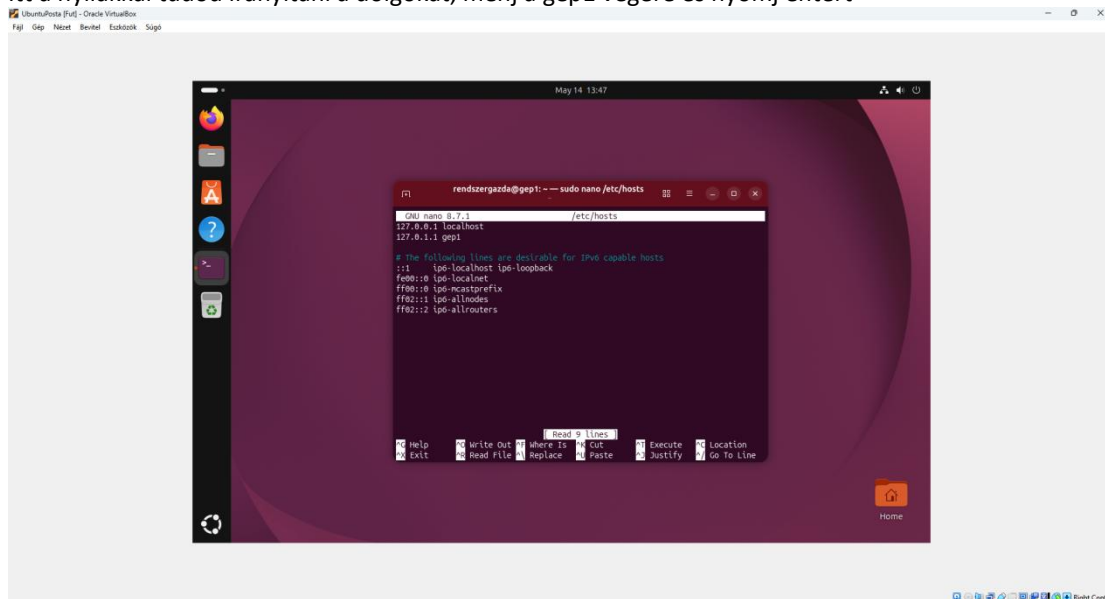 Itt a nyilakkal tudod irányítani a dolgokat, menj a gep1 végére és nyomj entert
UbuntuPosta [Fut] - Oracle VirtualBox
Fájl Gép Nézet Bevitel Eszközök Súgó
May 14 13:47
rendszergazda@gep1: ~ — sudo nano /etc/hosts
GNU nano 8.7.1 /etc/hosts
127.0.0.1 localhost
127.0.1.1 gep1
# The following lines are desirable for IPv6 capable hosts
::1 ip6-localhost ip6-loopback
fe00::0 ip6-localnet
ff00::0 ip6-mcastprefix
ff02::1 ip6-allnodes
ff02::2 ip6-allrouters
[ Read 9 lines ]
^G Help ^O Write Out ^F Where Is ^K Cut ^T Execute ^C Location
^X Exit ^R Read File ^\ Replace ^U Paste ^J Justify ^/ Go To Line
Home